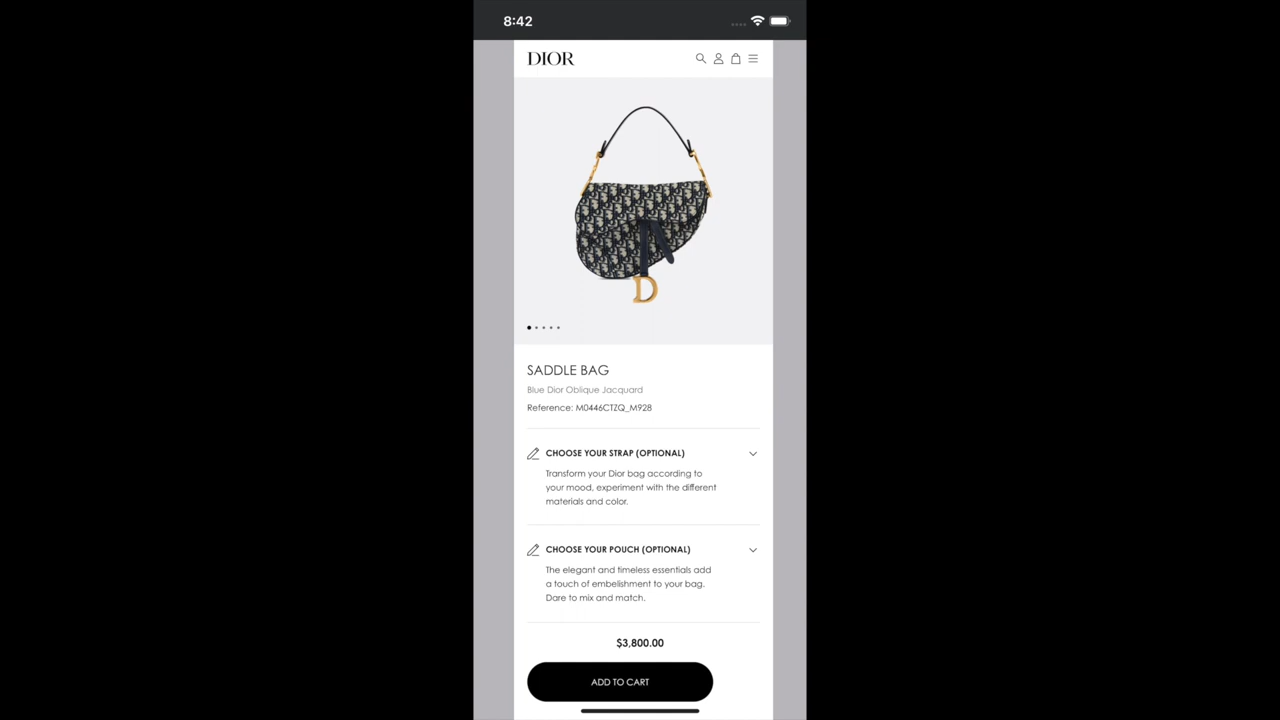 8:42
DIOR
SADDLE BAG
Blue Dior Oblique Jacquard
Reference: M0446CTZQ_M928
CHOOSE YOUR STRAP (OPTIONAL)
Transform your Dior bag according to
your mood, experiment with the different
materials and color.
CHOOSE YOUR POUCH (OPTIONAL)
The elegant and timeless essentials add
a touch of embelishment to your bag.
Dare to mix and match.
$3,800.00
ADD TO CART